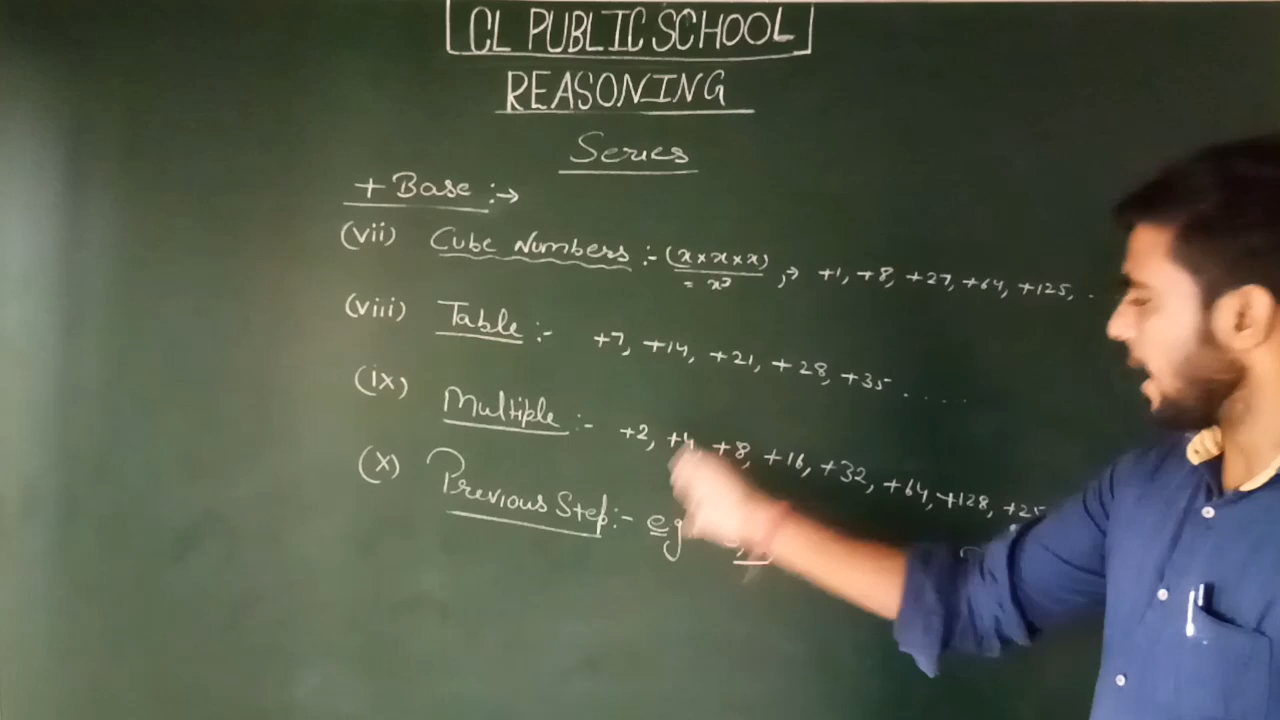 CL PUBLIC SCHOOL
REASONING
Series
+ Base :→
(vii) Cube Numbers :- (x×x×x) = x³ , → +1, +8, +27, +64, +125, .
(viii) Table :- +7, +14, +21, +28, +35 . . . . .
(ix) Multiple :- +2, +4, +8, +16, +32, +64, +128, +25
(x) Previous Step :- eg